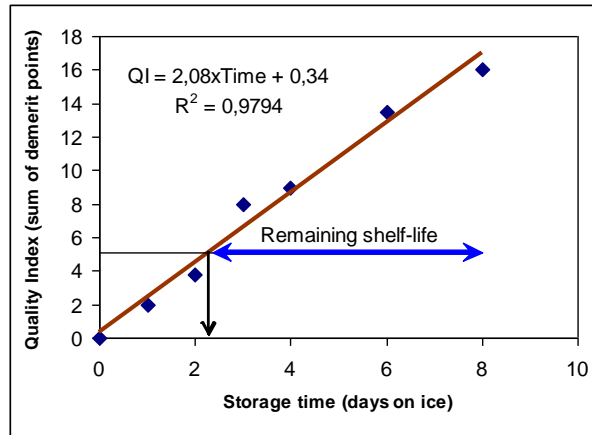 18
16
14
12
10
8
6
4
2
0
Quality Index (sum of demerit points)
QI = 2,08xTime + 0,34
R² = 0,9794
Remaining shelf-life
0 2 4 6 8 10
Storage time (days on ice)